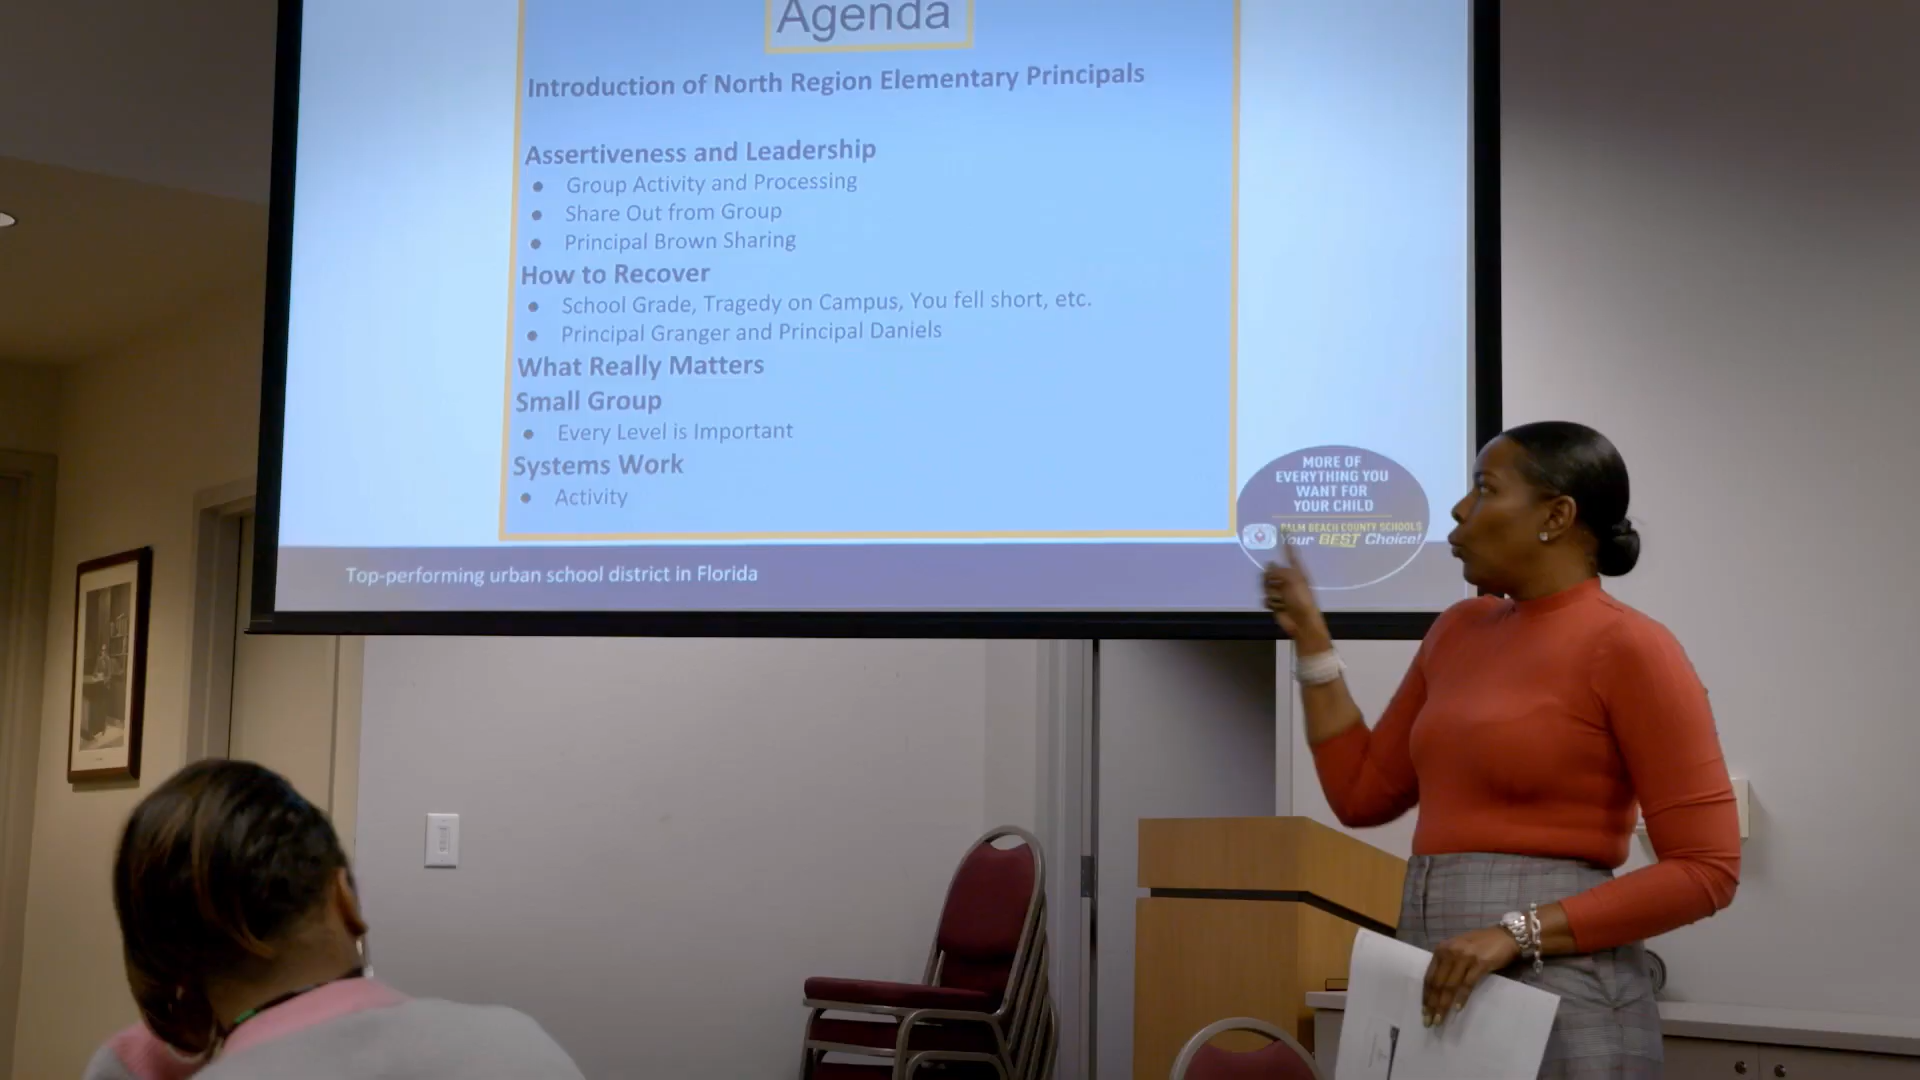 Agenda
Introduction of North Region Elementary Principals
Assertiveness and Leadership
● Group Activity and Processing
● Share Out from Group
● Principal Brown Sharing
How to Recover
● School Grade, Tragedy on Campus, You fell short, etc.
● Principal Granger and Principal Daniels
What Really Matters
Small Group
● Every Level is Important
Systems Work
● Activity
MORE OF
EVERYTHING YOU
WANT FOR
YOUR CHILD
PALM BEACH COUNTY SCHOOLS
Your BEST Choice!
Top-performing urban school district in Florida